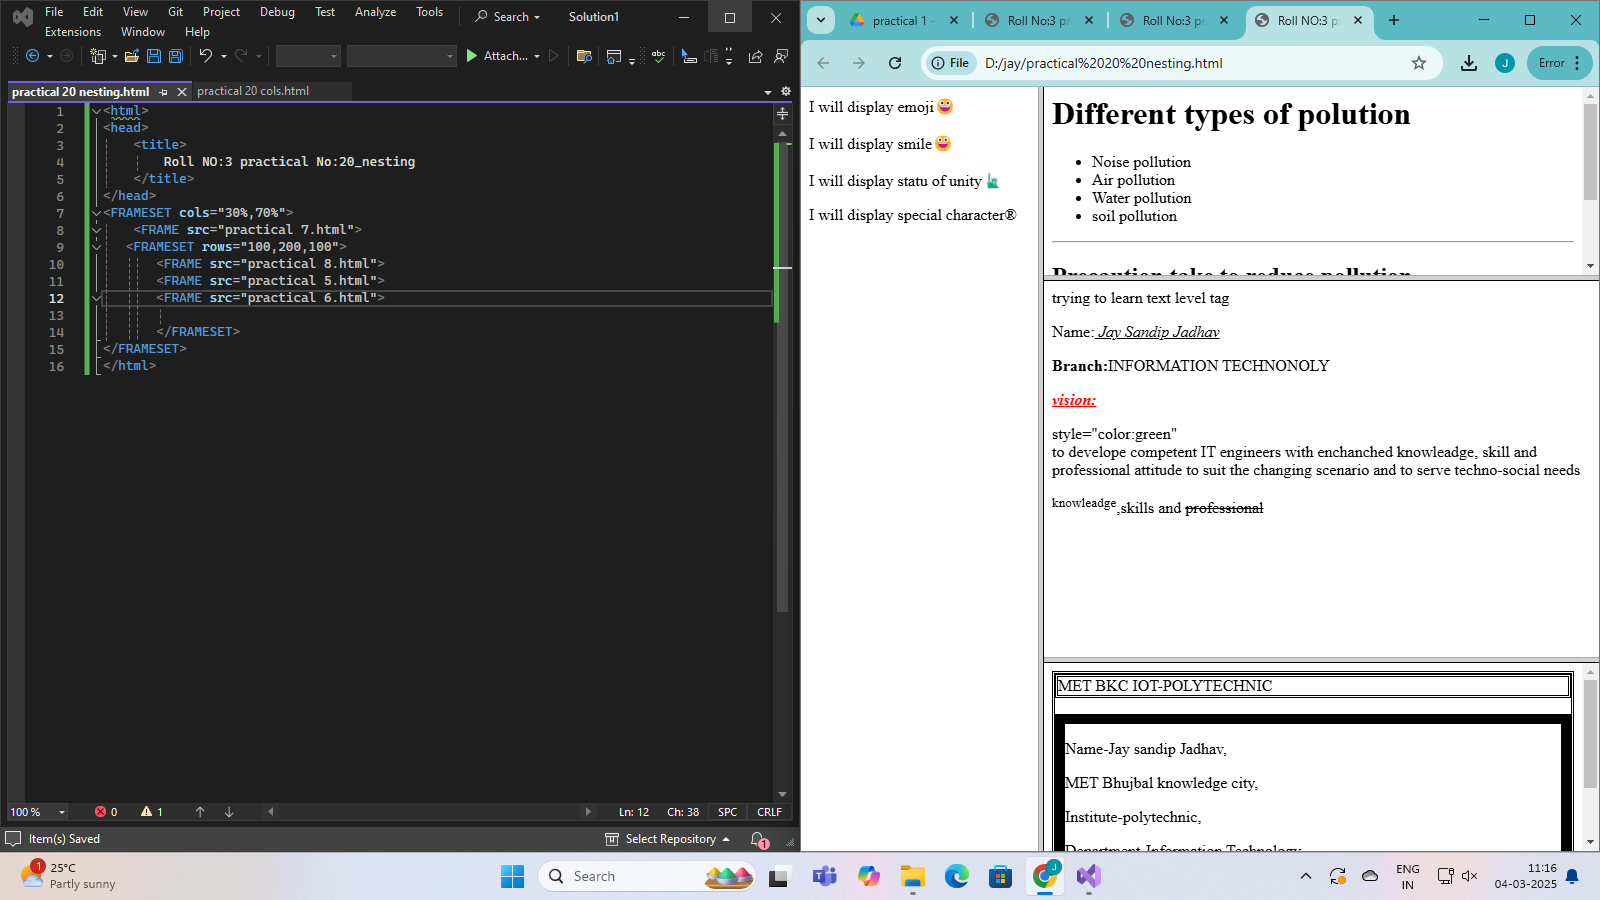 File Edit View Git Project Debug Test Analyze Tools Search Solution1
Extensions Window Help
Attach...
practical 20 nesting.html practical 20 cols.html
1 <html>
2 <head>
3 <title>
4 Roll NO:3 practical No:20_nesting
5 </title>
6 </head>
7 <FRAMESET cols="30%,70%">
8 <FRAME src="practical 7.html">
9 <FRAMESET rows="100,200,100">
10 <FRAME src="practical 8.html">
11 <FRAME src="practical 5.html">
12 <FRAME src="practical 6.html">
13
14 </FRAMESET>
15 </FRAMESET>
16 </html>
100 % 0 1 Ln: 12 Ch: 38 SPC CRLF
Item(s) Saved Select Repository 1
practical 1 - Roll No:3 pr Roll No:3 pr Roll NO:3 p
File D:/jay/practical%2020%20nesting.html J Error
I will display emoji😀
I will display smile😀
I will display statu of unity 🗽
I will display special character®
Different types of polution
• Noise pollution
• Air pollution
• Water pollution
• soil pollution
Precaution take to reduce pollution
trying to learn text level tag
Name: Jay Sandip Jadhav
Branch:INFORMATION TECHNONOLY
vision:
style="color:green"
to develope competent IT engineers with enchanched knowleadge, skill and
professional attitude to suit the changing scenario and to serve techno-social needs
knowleadge,skills and professional
MET BKC IOT-POLYTECHNIC
Name-Jay sandip Jadhav,
MET Bhujbal knowledge city,
Institute-polytechnic,
Department-Information Technology
1 25°C
Partly sunny
Search
J
ENG
IN
11:16
04-03-2025